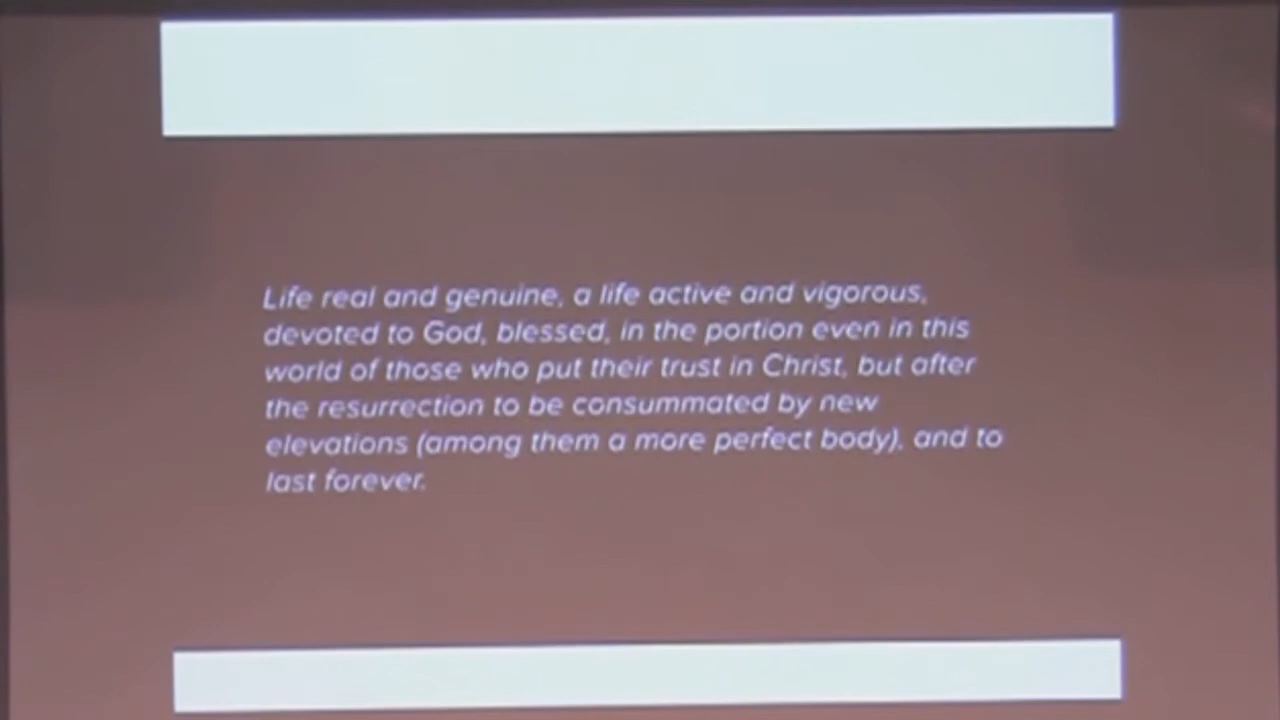 Life real and genuine, a life active and vigorous,
devoted to God, blessed, in the portion even in this
world of those who put their trust in Christ, but after
the resurrection to be consummated by new
elevations (among them a more perfect body), and to
last forever.